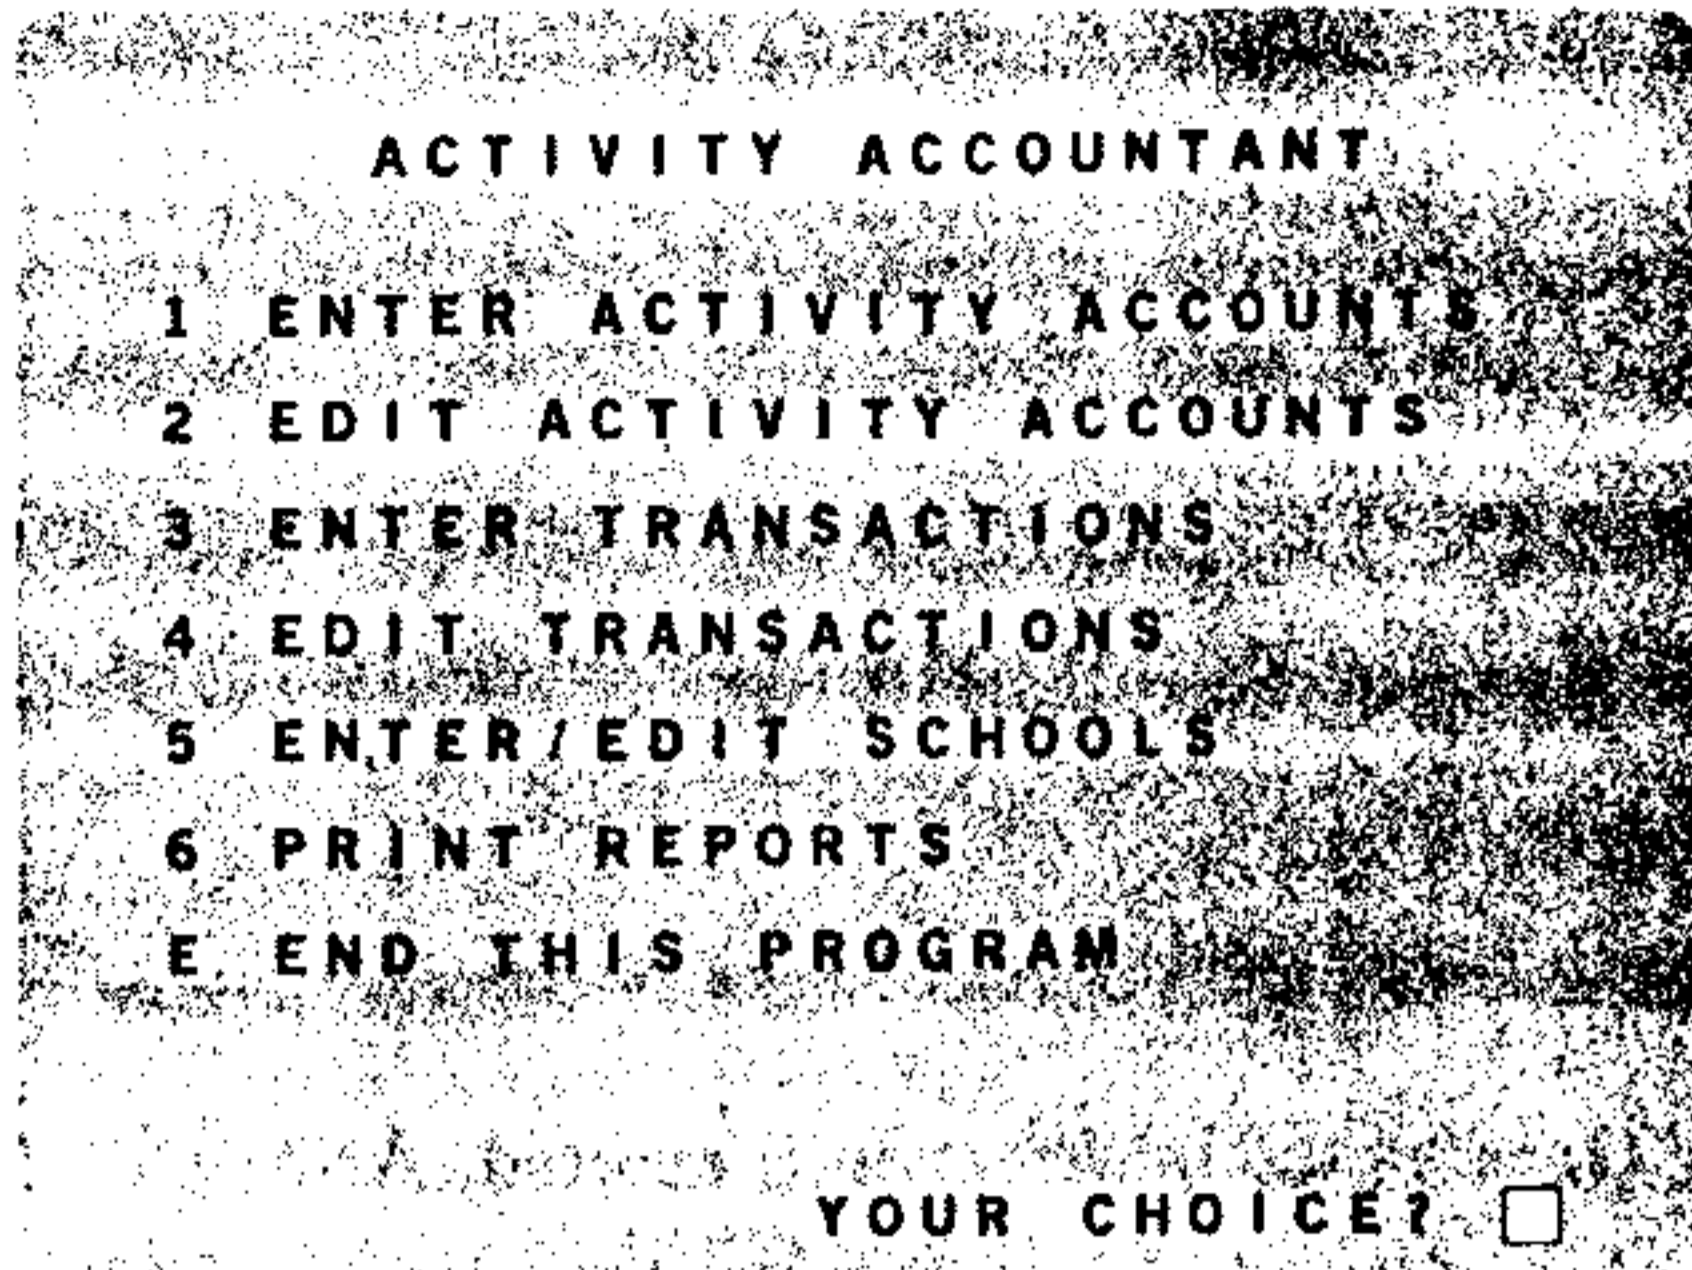 ACTIVITY ACCOUNTANT
1 ENTER ACTIVITY ACCOUNTS
2 EDIT ACTIVITY ACCOUNTS
3 ENTER TRANSACTIONS
4 EDIT TRANSACTIONS
5 ENTER/EDIT SCHOOLS
6 PRINT REPORTS
E END THIS PROGRAM
YOUR CHOICE?